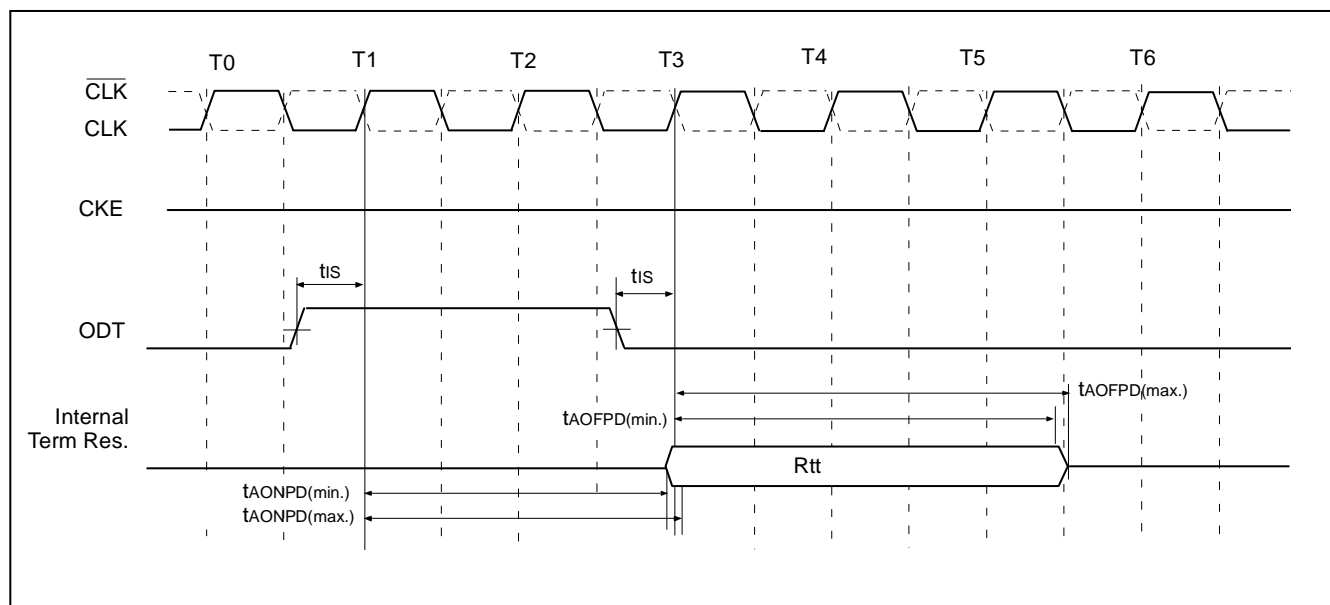 T0 T1 T2 T3 T4 T5 T6
CLK
CLK
CKE
tIS
tIS
ODT
tAOFPD(max.)
Internal
Term Res.
tAOFPD(min.)
Rtt
tAONPD(min.)
tAONPD(max.)